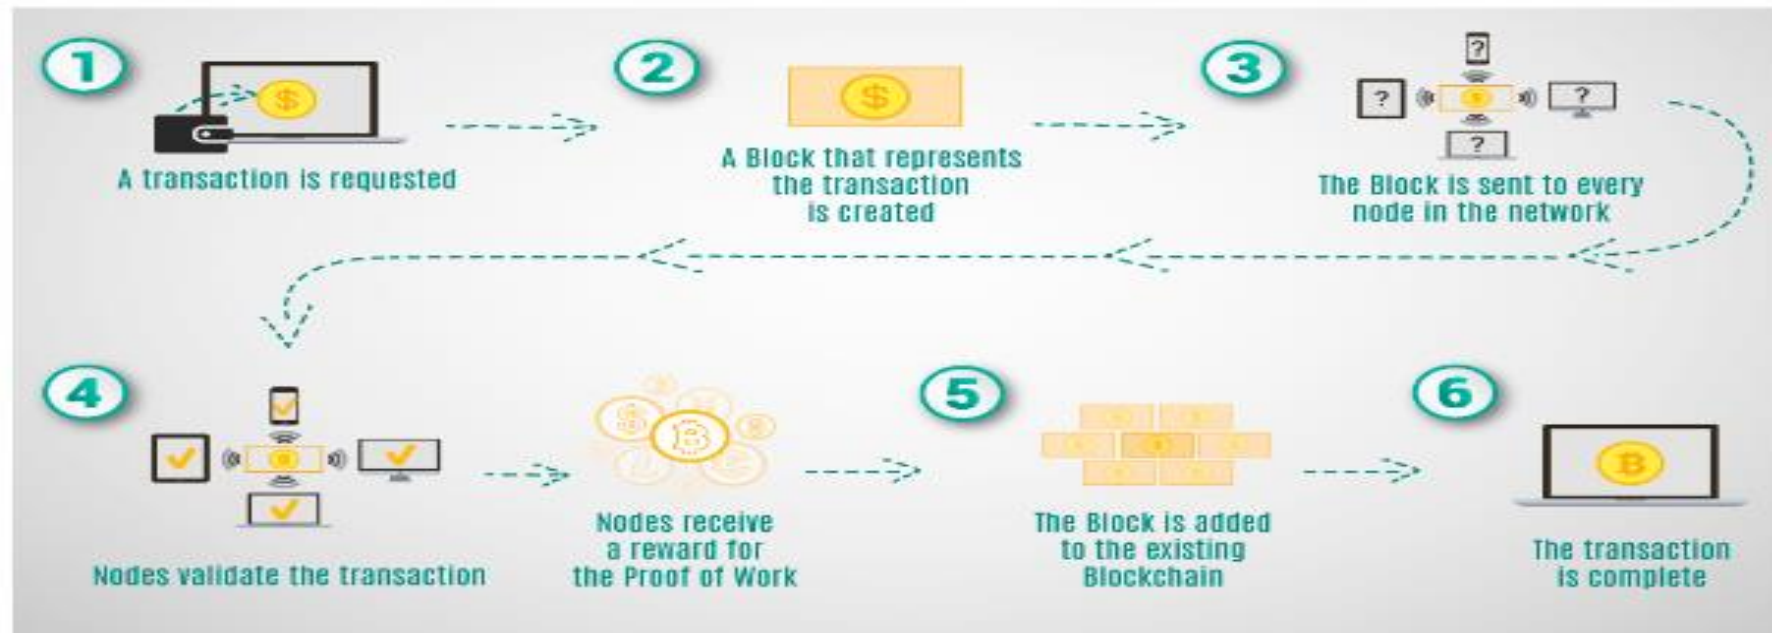 1
A transaction is requested
2
A Block that represents
the transaction
is created
3
?
?
?
?
The Block is sent to every
node in the network
4
Nodes validate the transaction
Nodes receive
a reward for
the Proof of Work
5
The Block is added
to the existing
Blockchain
6
The transaction
is complete